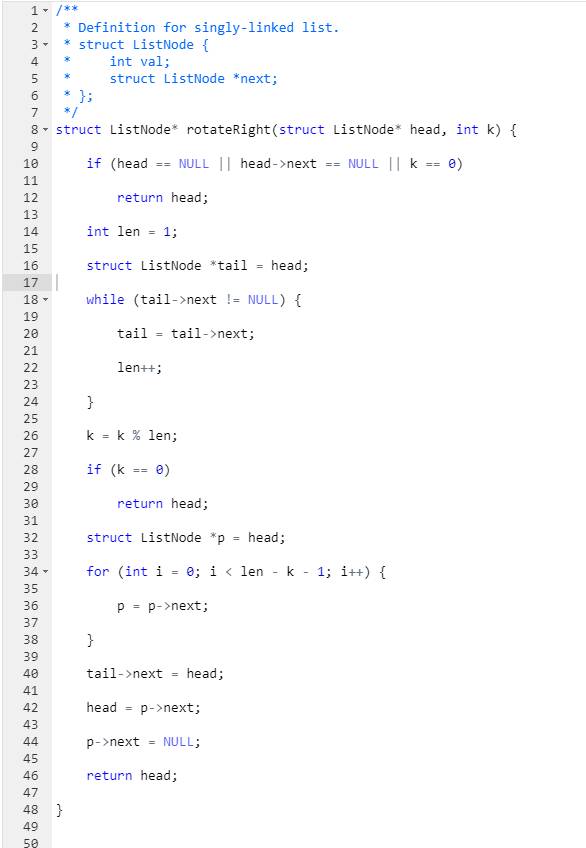 1 /**
2 * Definition for singly-linked list.
3 * struct ListNode {
4 *     int val;
5 *     struct ListNode *next;
6 * };
7 */
8 struct ListNode* rotateRight(struct ListNode* head, int k) {
9
10     if (head == NULL || head->next == NULL || k == 0)
11
12         return head;
13
14     int len = 1;
15
16     struct ListNode *tail = head;
17
18     while (tail->next != NULL) {
19
20         tail = tail->next;
21
22         len++;
23
24     }
25
26     k = k % len;
27
28     if (k == 0)
29
30         return head;
31
32     struct ListNode *p = head;
33
34     for (int i = 0; i < len - k - 1; i++) {
35
36         p = p->next;
37
38     }
39
40     tail->next = head;
41
42     head = p->next;
43
44     p->next = NULL;
45
46     return head;
47
48 }
49
50